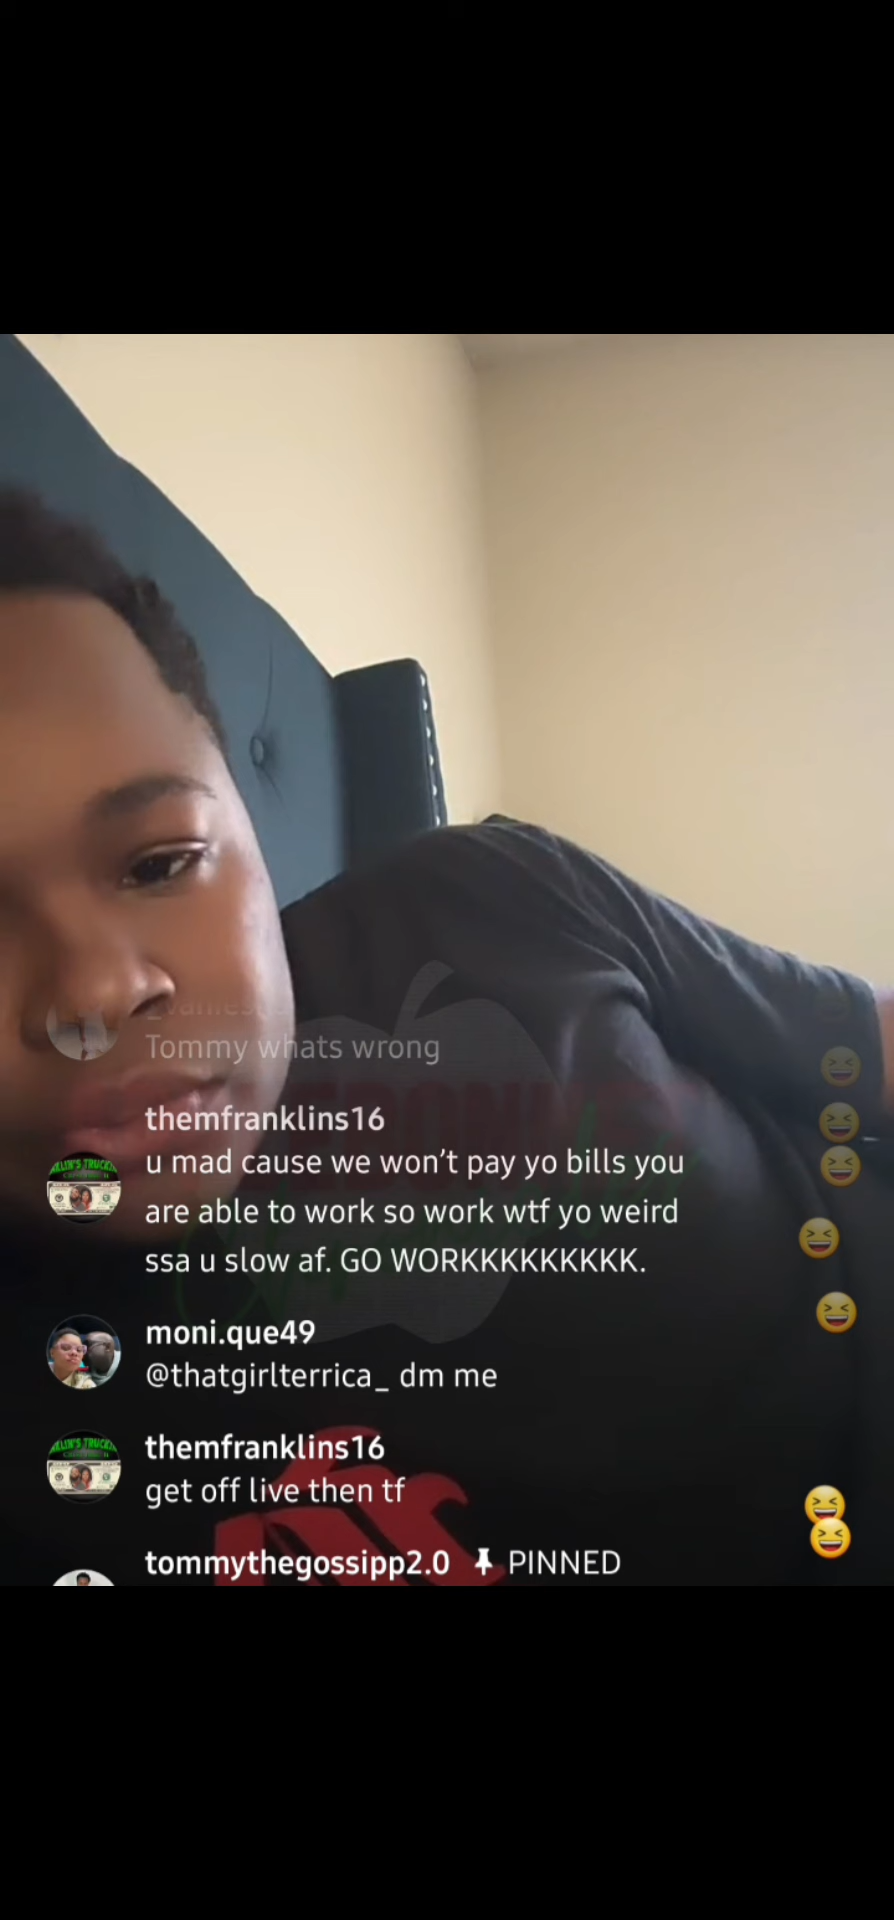 Tommy whats wrong
themfranklins16
u mad cause we won't pay yo bills you
are able to work so work wtf yo weird
ssa u slow af. GO WORKKKKKKKKK.
moni.que49
@thatgirlterrica_ dm me
themfranklins16
get off live then tf
tommythegossipp2.0 PINNED